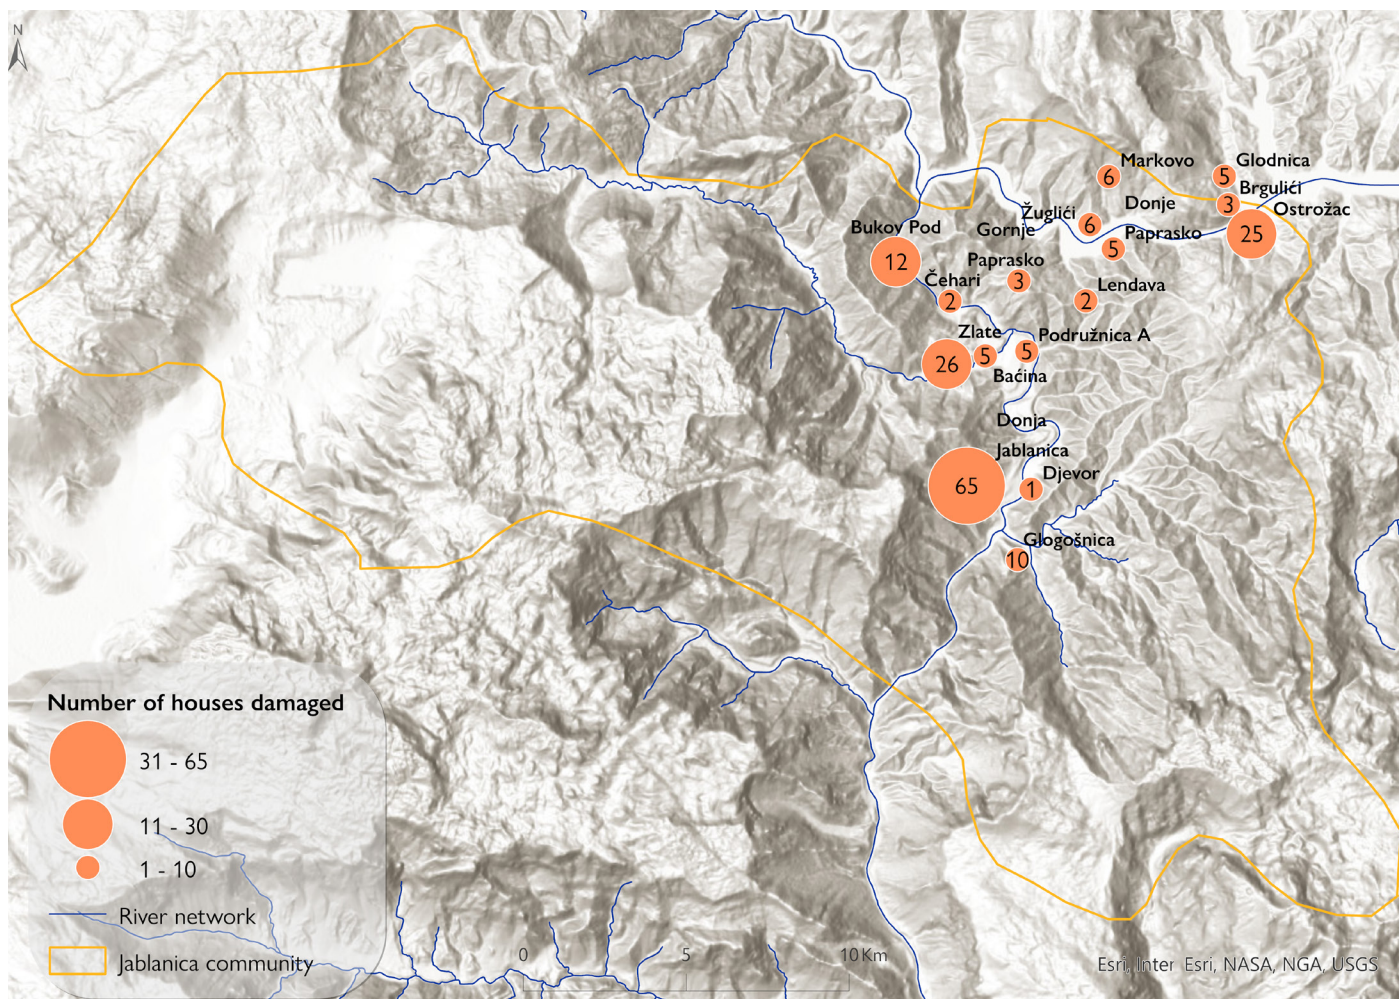 N
Markovo
6
Glodnica
5
Brgulići
3
Donje
Žuglići
6
Ostrožac
25
Bukov Pod
12
Gornje
Paprasko
5
Paprasko
3
Čehari
2
Lendava
2
Zlate
5
Podružnica A
5
26
Baćina
Donja
Jablanica
65
Djevor
1
Glogošnica
10
Number of houses damaged
31 - 65
11 - 30
1 - 10
River network
Jablanica community
0 5 10 Km
Esri, Inter Esri, NASA, NGA, USGS